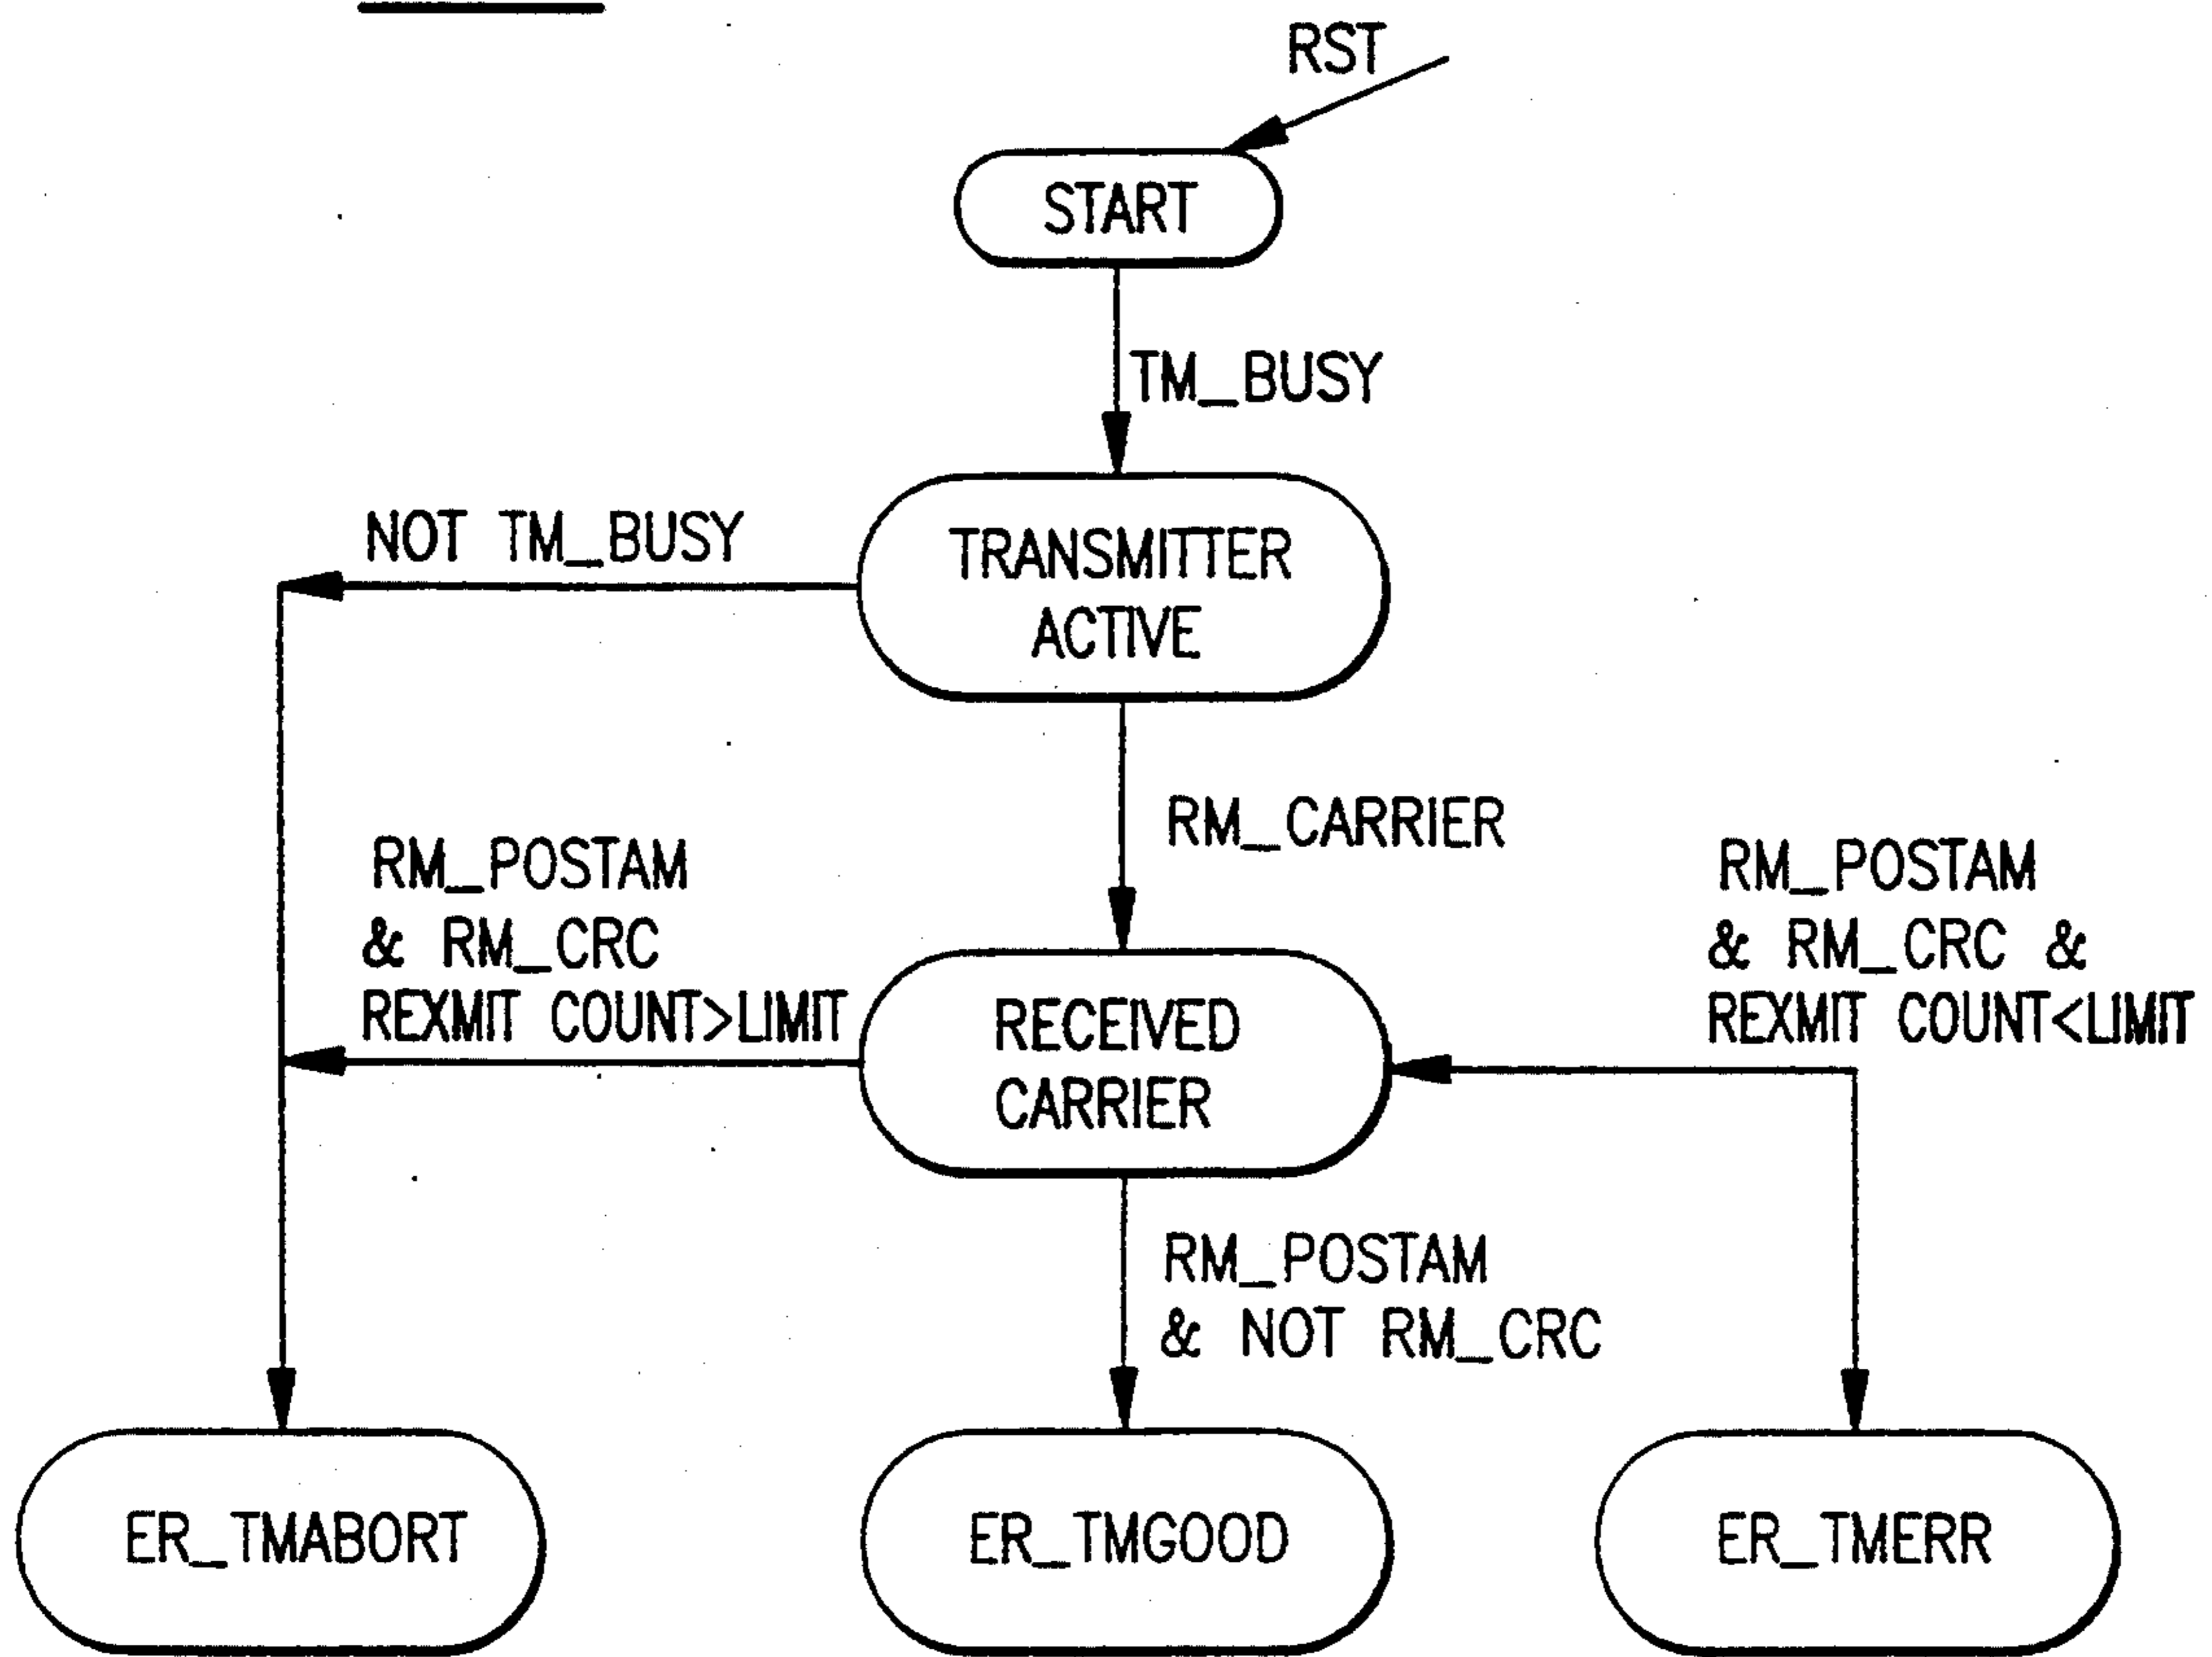 RST
START
TM_BUSY
NOT TM_BUSY
TRANSMITTER
ACTIVE
RM_CARRIER
RM_POSTAM
& RM_CRC
REXMIT COUNT>LIMIT
RM_POSTAM
& RM_CRC &
REXMIT COUNT<LIMIT
RECEIVED
CARRIER
RM_POSTAM
& NOT RM_CRC
ER_TMABORT
ER_TMGOOD
ER_TMERR